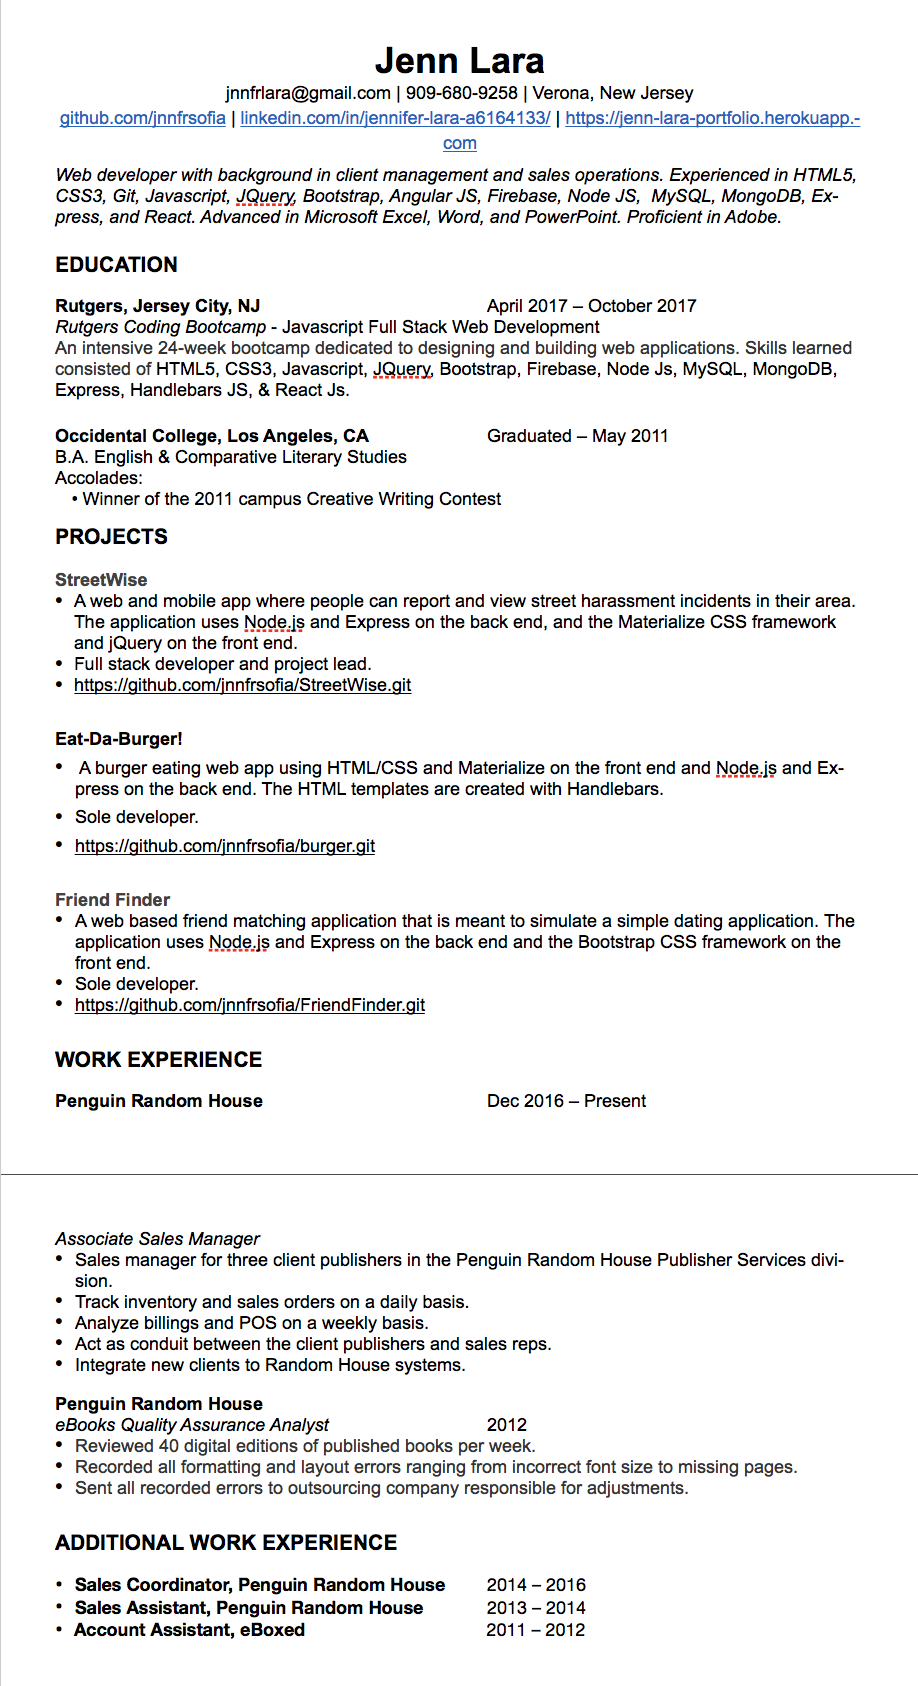 Jenn Lara
jnnfrlara@gmail.com | 909-680-9258 | Verona, New Jersey
github.com/jnnfrsofia | linkedin.com/in/jennifer-lara-a6164133/ | https://jenn-lara-portfolio.herokuapp.-
com
Web developer with background in client management and sales operations. Experienced in HTML5,
CSS3, Git, Javascript, JQuery, Bootstrap, Angular JS, Firebase, Node JS,  MySQL, MongoDB, Ex-
press, and React. Advanced in Microsoft Excel, Word, and PowerPoint. Proficient in Adobe.
EDUCATION
Rutgers, Jersey City, NJ April 2017 – October 2017
Rutgers Coding Bootcamp - Javascript Full Stack Web Development
An intensive 24-week bootcamp dedicated to designing and building web applications. Skills learned
consisted of HTML5, CSS3, Javascript, JQuery, Bootstrap, Firebase, Node Js, MySQL, MongoDB,
Express, Handlebars JS, & React Js.
Occidental College, Los Angeles, CA Graduated – May 2011
B.A. English & Comparative Literary Studies
Accolades:
• Winner of the 2011 campus Creative Writing Contest
PROJECTS
StreetWise
• A web and mobile app where people can report and view street harassment incidents in their area.
The application uses Node.js and Express on the back end, and the Materialize CSS framework
and jQuery on the front end.
• Full stack developer and project lead.
• https://github.com/jnnfrsofia/StreetWise.git
Eat-Da-Burger!
• A burger eating web app using HTML/CSS and Materialize on the front end and Node.js and Ex-
press on the back end. The HTML templates are created with Handlebars.
• Sole developer.
• https://github.com/jnnfrsofia/burger.git
Friend Finder
• A web based friend matching application that is meant to simulate a simple dating application. The
application uses Node.js and Express on the back end and the Bootstrap CSS framework on the
front end.
• Sole developer.
• https://github.com/jnnfrsofia/FriendFinder.git
WORK EXPERIENCE
Penguin Random House Dec 2016 – Present
Associate Sales Manager
• Sales manager for three client publishers in the Penguin Random House Publisher Services divi-
sion.
• Track inventory and sales orders on a daily basis.
• Analyze billings and POS on a weekly basis.
• Act as conduit between the client publishers and sales reps.
• Integrate new clients to Random House systems.
Penguin Random House
eBooks Quality Assurance Analyst 2012
• Reviewed 40 digital editions of published books per week.
• Recorded all formatting and layout errors ranging from incorrect font size to missing pages.
• Sent all recorded errors to outsourcing company responsible for adjustments.
ADDITIONAL WORK EXPERIENCE
• Sales Coordinator, Penguin Random House 2014 – 2016
• Sales Assistant, Penguin Random House 2013 – 2014
• Account Assistant, eBoxed 2011 – 2012